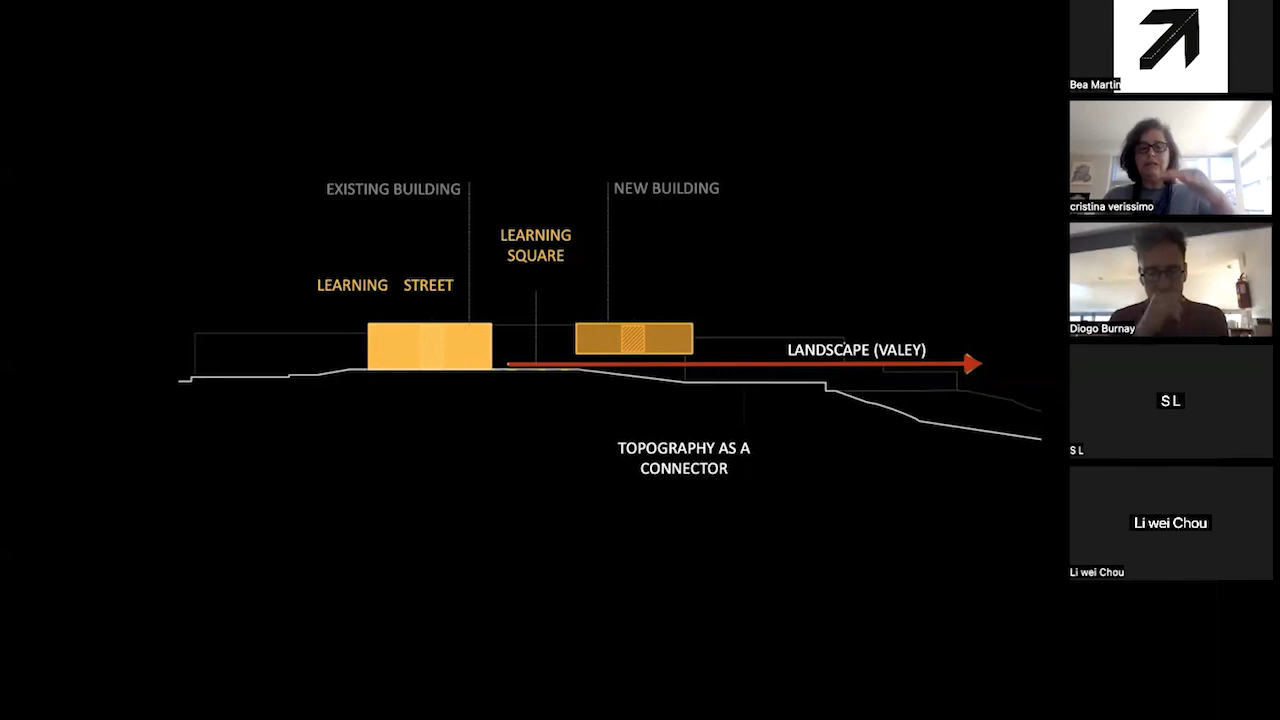 EXISTING BUILDING
NEW BUILDING
LEARNING
SQUARE
LEARNING STREET
LANDSCAPE (VALEY)
TOPOGRAPHY AS A
CONNECTOR
Bea Martin
cristina verissimo
Diogo Burnay
S L
S L
Li wei Chou
Li wei Chou